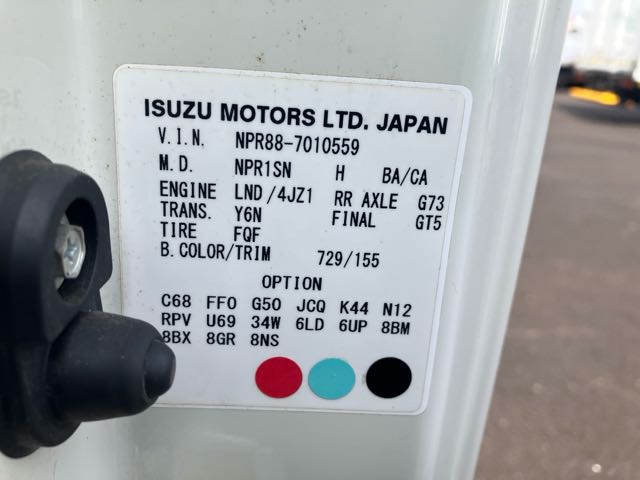 ISUZU MOTORS LTD. JAPAN
V.I.N. NPR88-7010559
M.D. NPR1SN H BA/CA
ENGINE LND/4JZ1 RR AXLE G73
TRANS. Y6N FINAL GT5
TIRE FQF
B.COLOR/TRIM 729/155
OPTION
C68 FF0 G50 JCQ K44 N12
RPV U69 34W 6LD 6UP 8BM
8BX 8GR 8NS